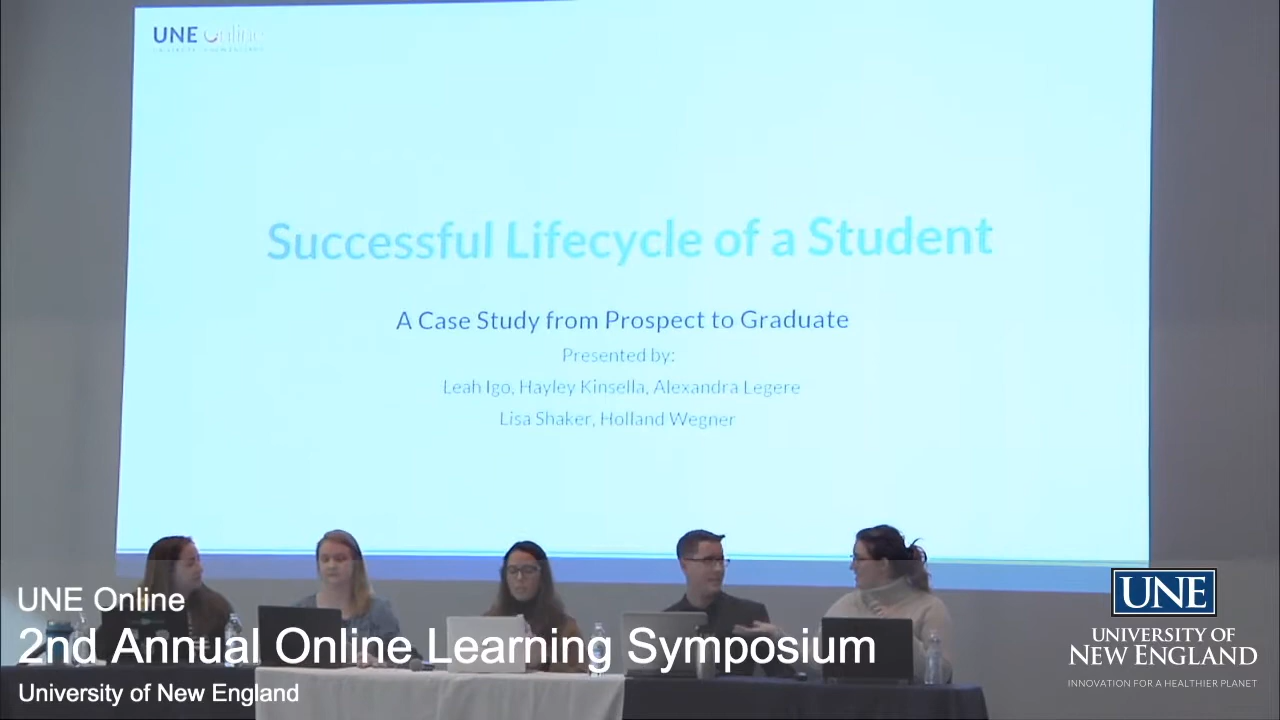 UNE Online
Successful Lifecycle of a Student
A Case Study from Prospect to Graduate
Presented by:
Leah Igo, Hayley Kinsella, Alexandra Legere
Lisa Shaker, Holland Wegner
UNE Online
2nd Annual Online Learning Symposium
University of New England
UNE
UNIVERSITY OF
NEW ENGLAND
INNOVATION FOR A HEALTHIER PLANET